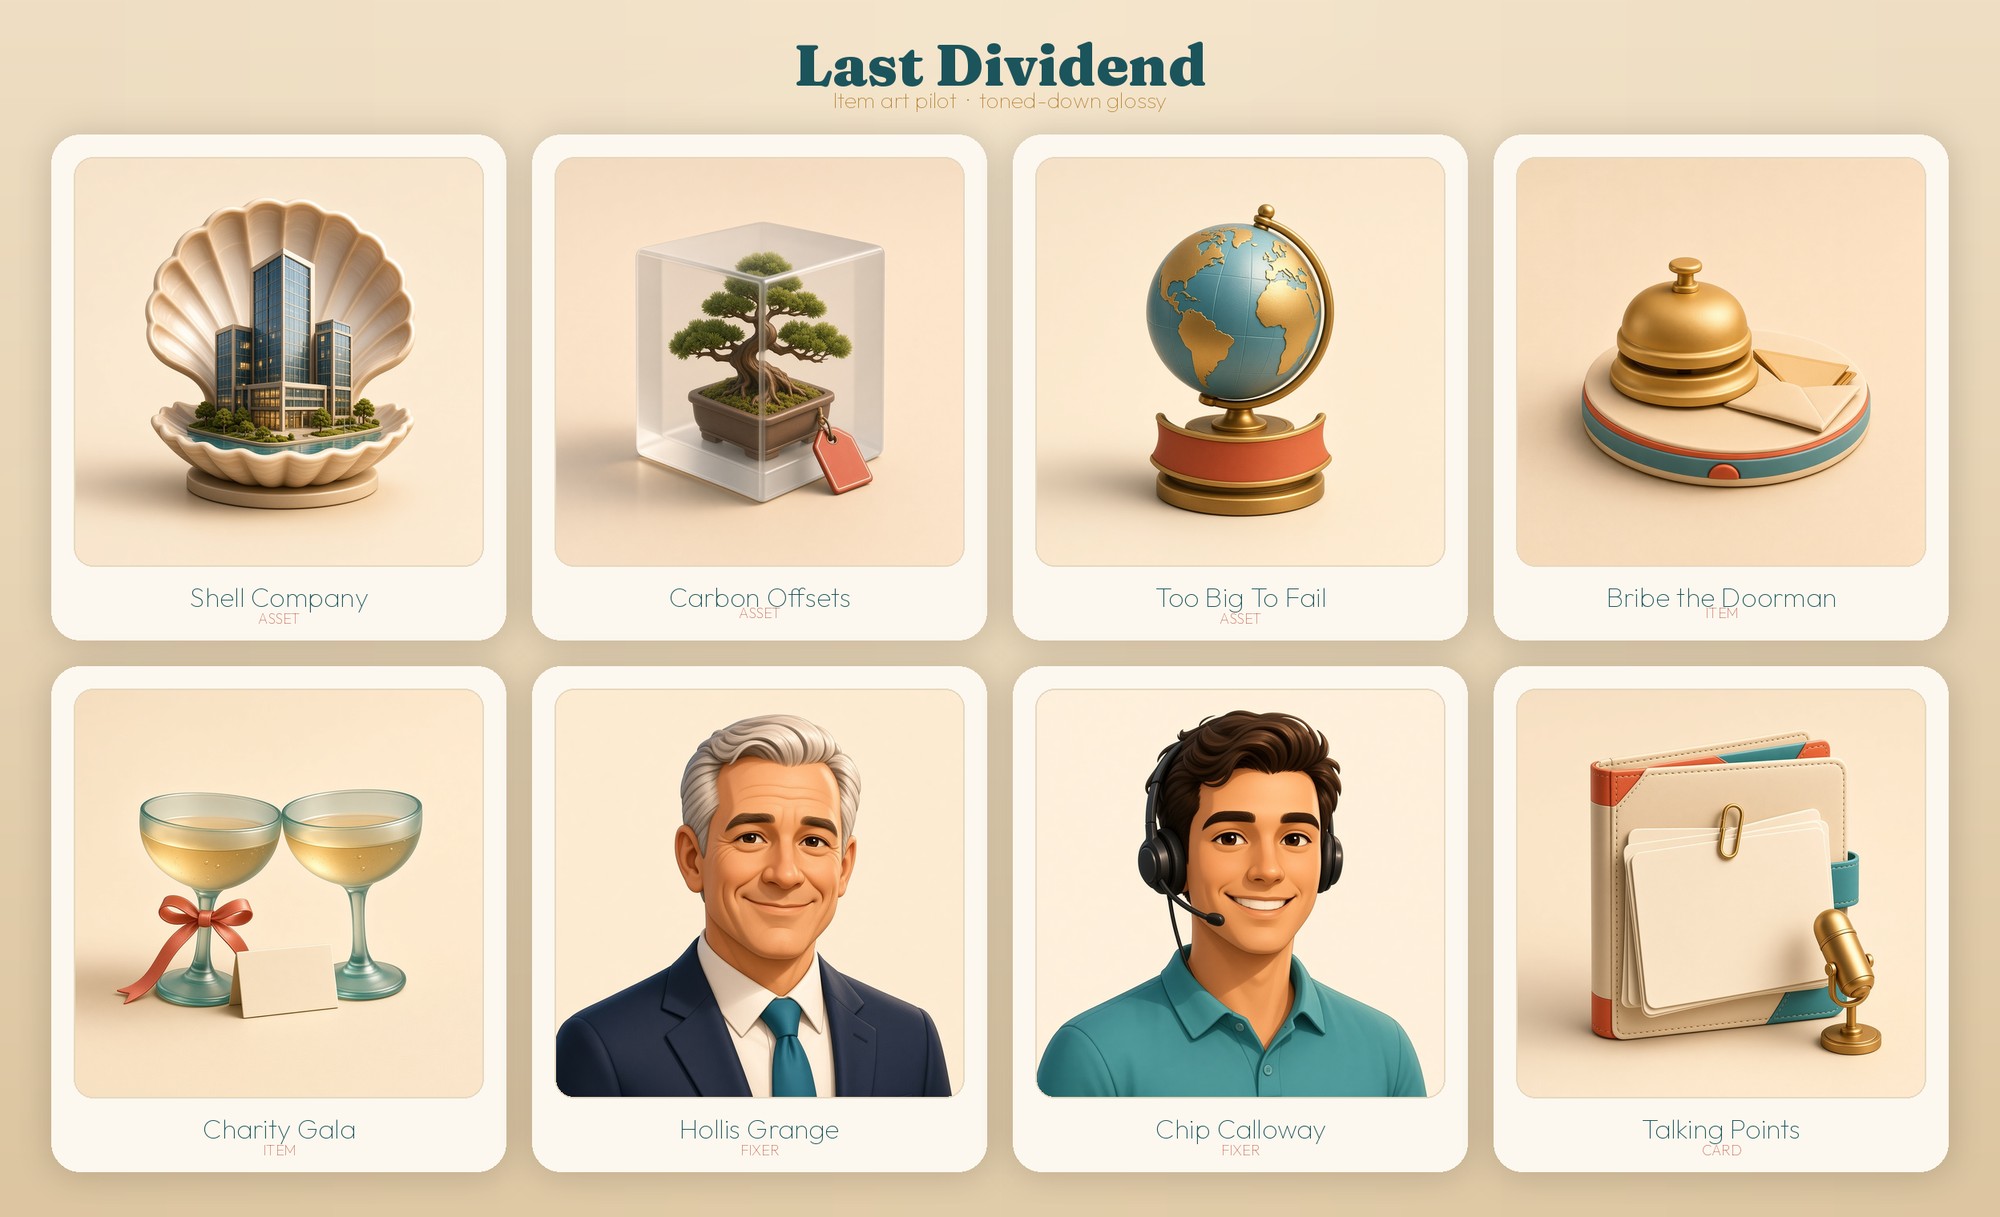 Last Dividend
Item art pilot · toned-down glossy
Shell Company
ASSET
Carbon Offsets
ASSET
Too Big To Fail
ASSET
Bribe the Doorman
ITEM
Charity Gala
ITEM
Hollis Grange
FIXER
Chip Calloway
FIXER
Talking Points
CARD